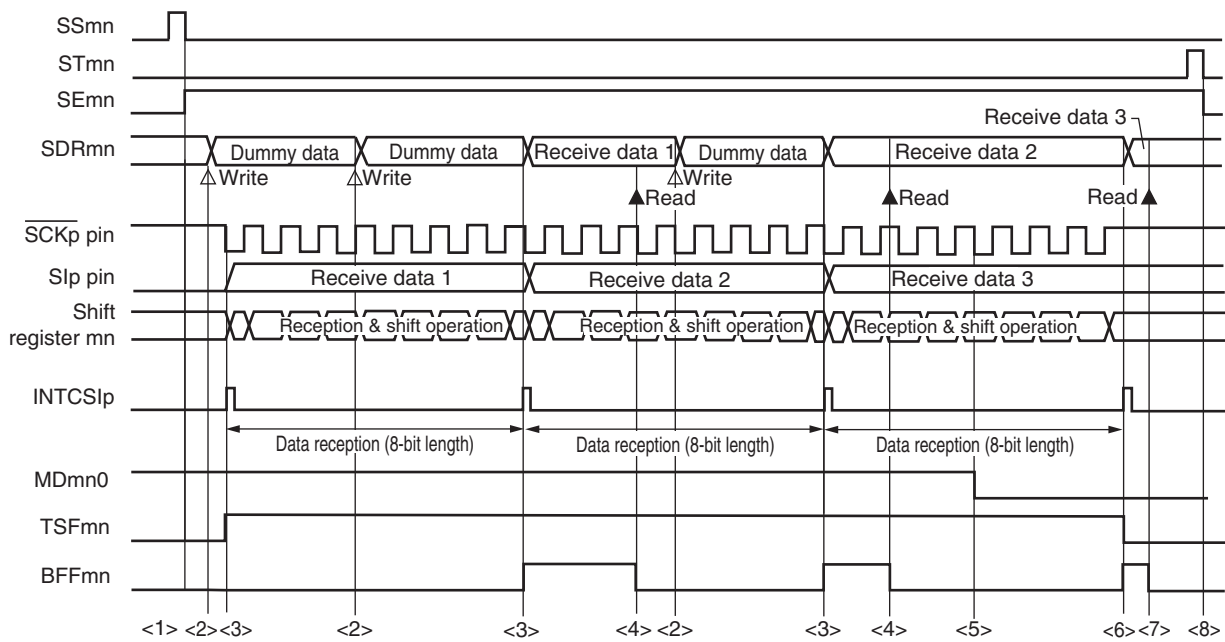 SSmn
STmn
SEmn
Receive data 3
SDRmn Dummy data Dummy data Receive data 1 Dummy data Receive data 2
Write Write Write
Read Read Read
SCKp pin
SIp pin Receive data 1 Receive data 2 Receive data 3
Shift
register mn Reception & shift operation Reception & shift operation Reception & shift operation
INTCSIp
Data reception (8-bit length) Data reception (8-bit length) Data reception (8-bit length)
MDmn0
TSFmn
BFFmn
<1> <2> <3> <2> <3> <4> <2> <3> <4> <5> <6> <7> <8>